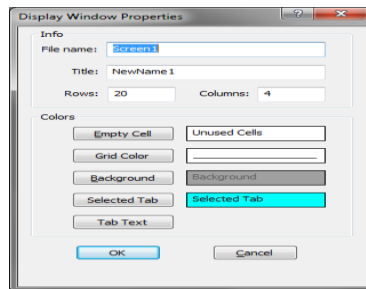 Display Window Properties
Info
File name: Screen1
Title: NewName1
Rows: 20 Columns: 4
Colors
Empty Cell Unused Cells
Grid Color
Background Background
Selected Tab Selected Tab
Tab Text
OK Cancel